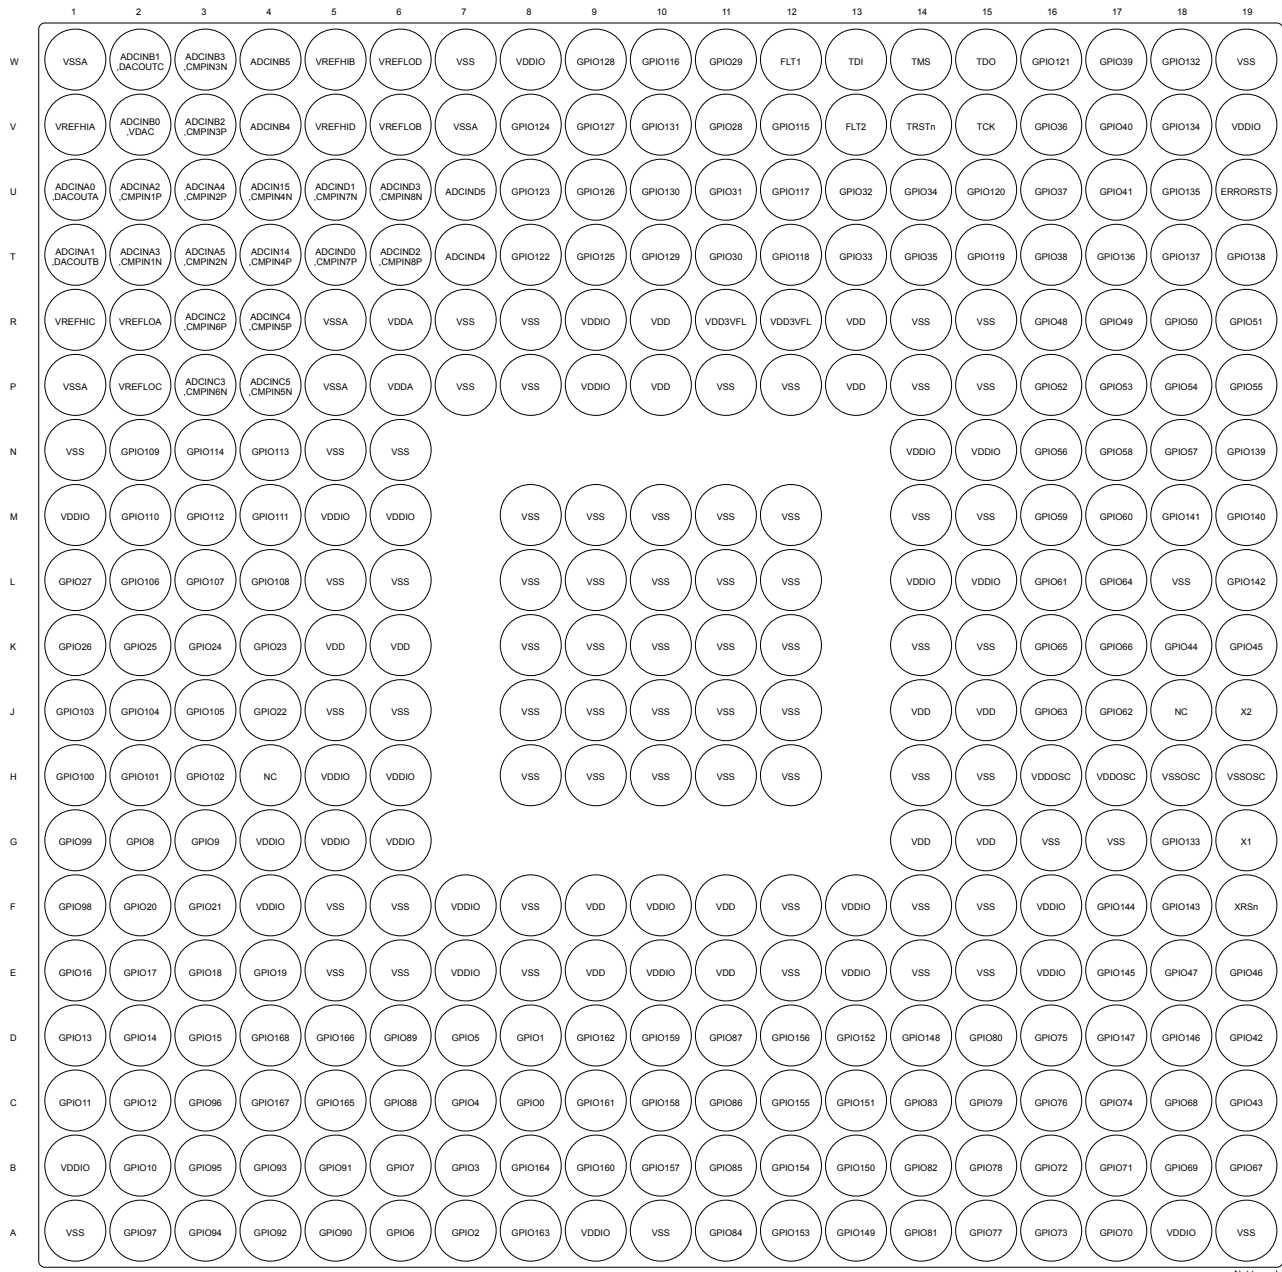 1 2 3 4 5 6 7 8 9 10 11 12 13 14 15 16 17 18 19
W VSSA ADCINB1,DACOUTC ADCINB3,CMPIN3N ADCINB5 VREFHIB VREFLOD VSS VDDIO GPIO128 GPIO116 GPIO29 FLT1 TDI TMS TDO GPIO121 GPIO39 GPIO132 VSS
V VREFHIA ADCINB0,VDAC ADCINB2,CMPIN3P ADCINB4 VREFHID VREFLOB VSSA GPIO124 GPIO127 GPIO131 GPIO28 GPIO115 FLT2 TRSTn TCK GPIO36 GPIO40 GPIO134 VDDIO
U ADCINA0,DACOUTA ADCINA2,CMPIN1P ADCINA4,CMPIN2P ADCIN15,CMPIN4N ADCIND1,CMPIN7N ADCIND3,CMPIN8N ADCIND5 GPIO123 GPIO126 GPIO130 GPIO31 GPIO117 GPIO32 GPIO34 GPIO120 GPIO37 GPIO41 GPIO135 ERRORSTS
T ADCINA1,DACOUTB ADCINA3,CMPIN1N ADCINA5,CMPIN2N ADCIN14,CMPIN4P ADCIND0,CMPIN7P ADCIND2,CMPIN8P ADCIND4 GPIO122 GPIO125 GPIO129 GPIO30 GPIO118 GPIO33 GPIO35 GPIO119 GPIO38 GPIO136 GPIO137 GPIO138
R VREFHIC VREFLOA ADCINC2,CMPIN6P ADCINC4,CMPIN5P VSSA VDDA VSS VSS VDDIO VDD VDD3VFL VDD3VFL VDD VSS VSS GPIO48 GPIO49 GPIO50 GPIO51
P VSSA VREFLOC ADCINC3,CMPIN6N ADCINC5,CMPIN5N VSSA VDDA VSS VSS VDDIO VDD VSS VSS VDD VSS VSS GPIO52 GPIO53 GPIO54 GPIO55
N VSS GPIO109 GPIO114 GPIO113 VSS VSS VDDIO VDDIO GPIO56 GPIO58 GPIO57 GPIO139
M VDDIO GPIO110 GPIO112 GPIO111 VDDIO VDDIO VSS VSS VSS VSS VSS VSS VSS GPIO59 GPIO60 GPIO141 GPIO140
L GPIO27 GPIO106 GPIO107 GPIO108 VSS VSS VSS VSS VSS VSS VSS VDDIO VDDIO GPIO61 GPIO64 VSS GPIO142
K GPIO26 GPIO25 GPIO24 GPIO23 VDD VDD VSS VSS VSS VSS VSS VSS VSS GPIO65 GPIO66 GPIO44 GPIO45
J GPIO103 GPIO104 GPIO105 GPIO22 VSS VSS VSS VSS VSS VSS VSS VDD VDD GPIO63 GPIO62 NC X2
H GPIO100 GPIO101 GPIO102 NC VDDIO VDDIO VSS VSS VSS VSS VSS VSS VSS VDDOSC VDDOSC VSSOSC VSSOSC
G GPIO99 GPIO8 GPIO9 VDDIO VDDIO VDDIO VDD VDD VSS VSS GPIO133 X1
F GPIO98 GPIO20 GPIO21 VDDIO VSS VSS VDDIO VSS VDD VDDIO VDD VSS VDDIO VSS VSS VDDIO GPIO144 GPIO143 XRSn
E GPIO16 GPIO17 GPIO18 GPIO19 VSS VSS VDDIO VSS VDD VDDIO VDD VSS VDDIO VSS VSS VDDIO GPIO145 GPIO47 GPIO46
D GPIO13 GPIO14 GPIO15 GPIO168 GPIO166 GPIO89 GPIO5 GPIO1 GPIO162 GPIO159 GPIO87 GPIO156 GPIO152 GPIO148 GPIO80 GPIO75 GPIO147 GPIO146 GPIO42
C GPIO11 GPIO12 GPIO96 GPIO167 GPIO165 GPIO88 GPIO4 GPIO0 GPIO161 GPIO158 GPIO86 GPIO155 GPIO151 GPIO83 GPIO79 GPIO76 GPIO74 GPIO68 GPIO43
B VDDIO GPIO10 GPIO95 GPIO93 GPIO91 GPIO7 GPIO3 GPIO164 GPIO160 GPIO157 GPIO85 GPIO154 GPIO150 GPIO82 GPIO78 GPIO72 GPIO71 GPIO69 GPIO67
A VSS GPIO97 GPIO94 GPIO92 GPIO90 GPIO6 GPIO2 GPIO163 VDDIO VSS GPIO84 GPIO153 GPIO149 GPIO81 GPIO77 GPIO73 GPIO70 VDDIO VSS